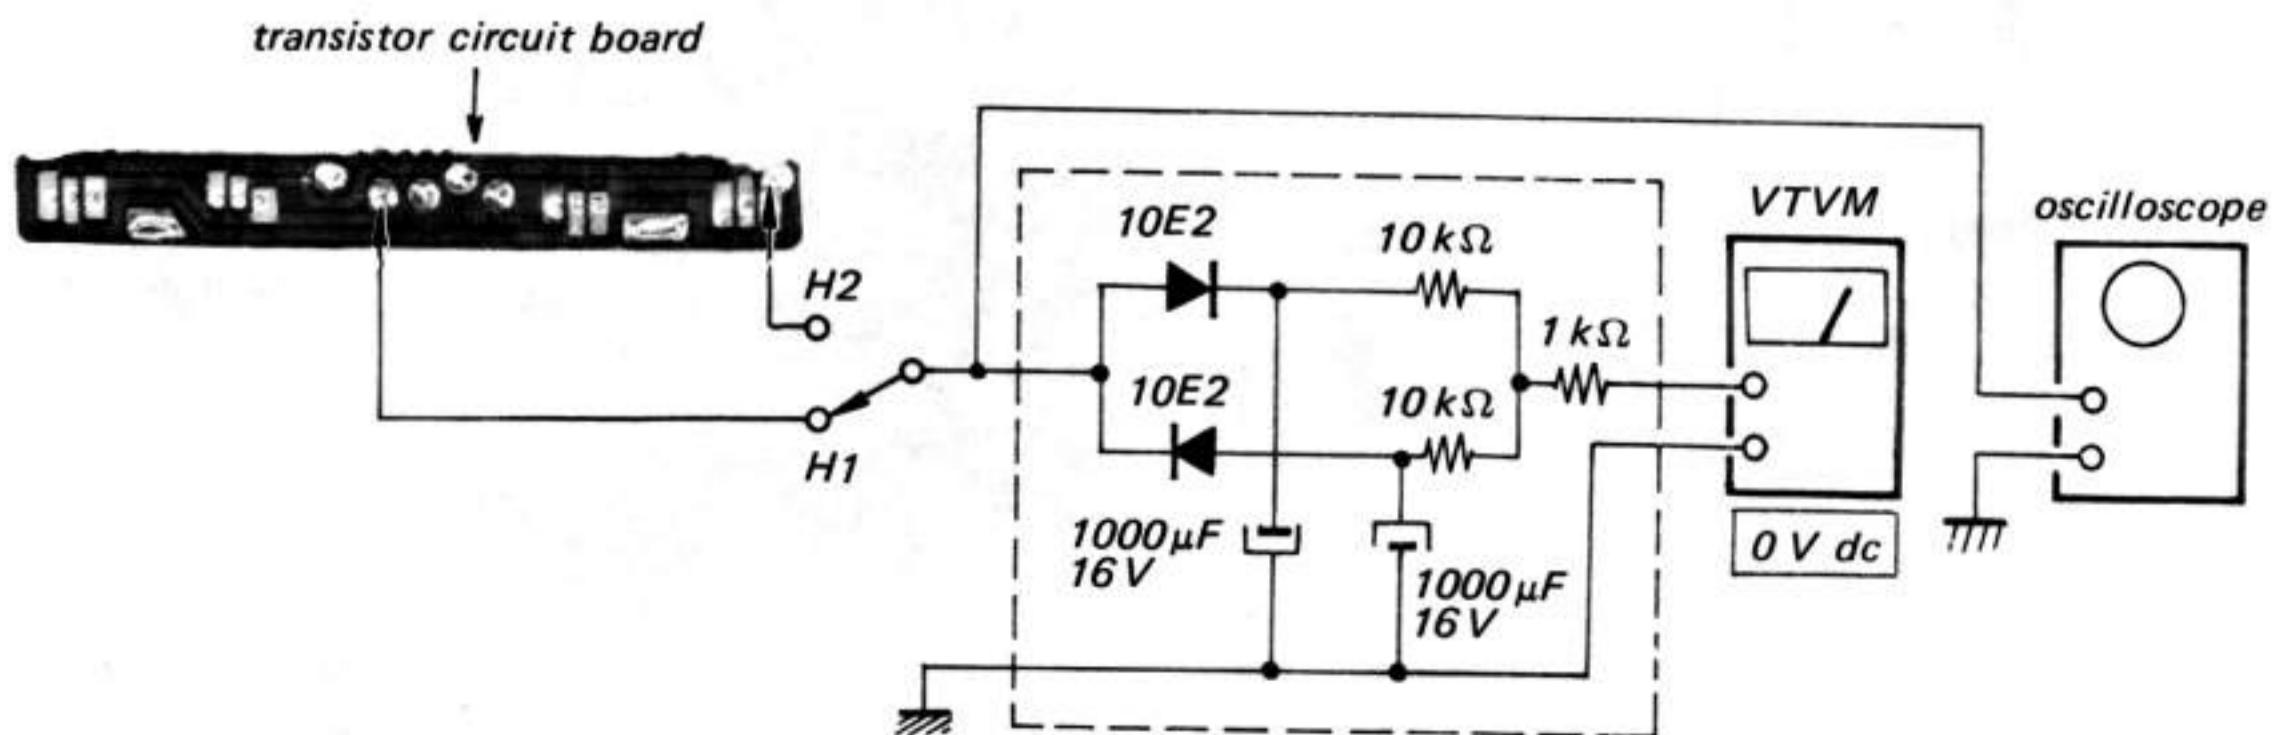 transistor circuit board
VTVM
oscilloscope
10E2
10 kΩ
H2
1 kΩ
10E2
10 kΩ
H1
1000 μF
16 V
0 V dc
1000 μF
16 V